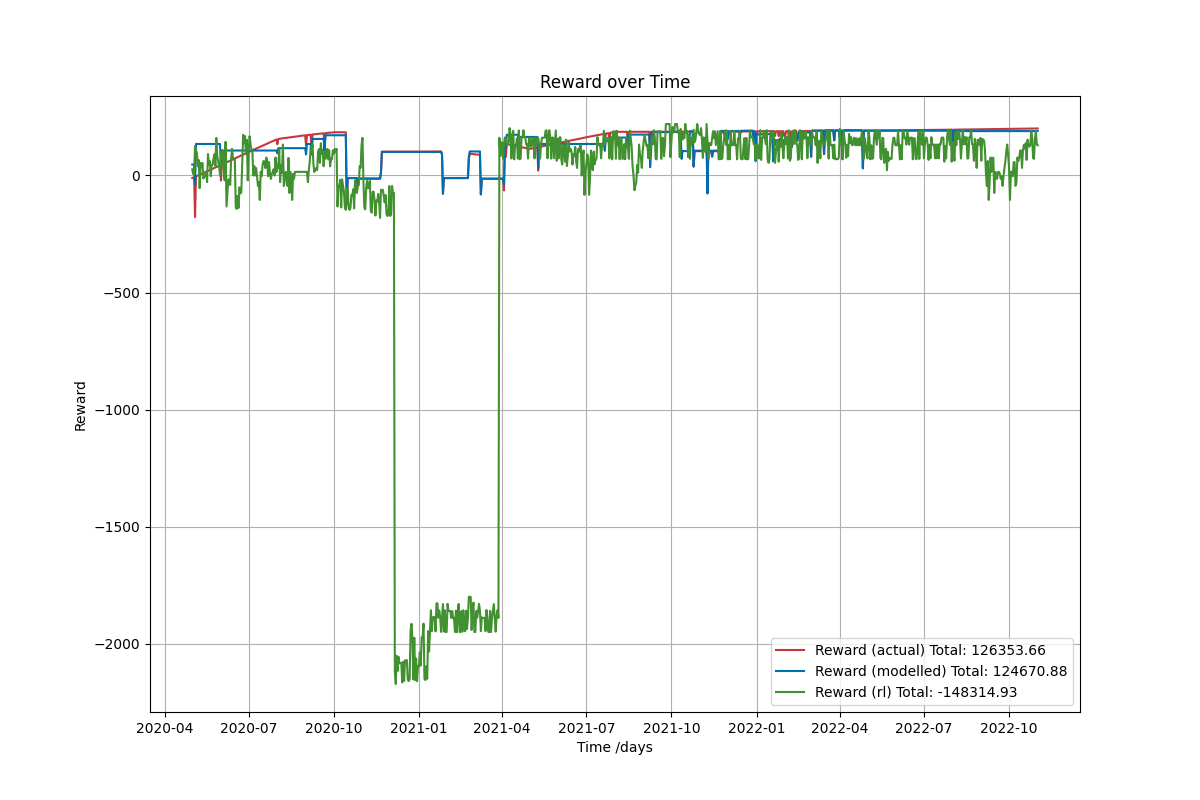 Reward over Time
Reward
0
−500
−1000
−1500
−2000
Reward (actual) Total: 126353.66
Reward (modelled) Total: 124670.88
Reward (rl) Total: -148314.93
2020-04 2020-07 2020-10 2021-01 2021-04 2021-07 2021-10 2022-01 2022-04 2022-07 2022-10
Time /days